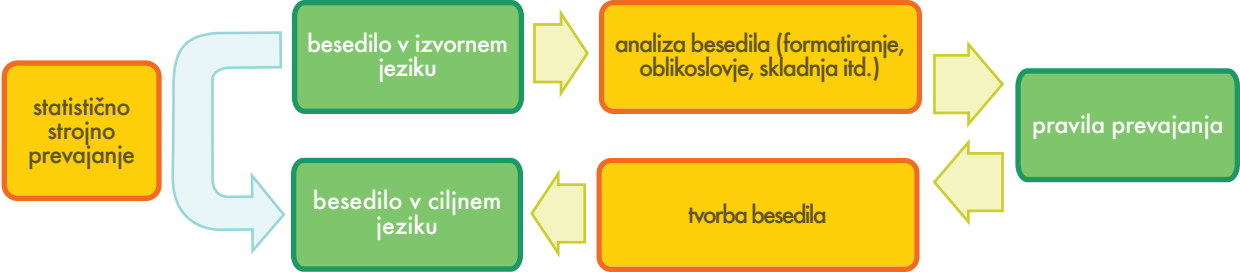 statistično
strojno
prevajanje
besedilo v izvornem
jeziku
analiza besedila (formatiranje,
oblikoslovje, skladnja itd.)
pravila prevajanja
tvorba besedila
besedilo v ciljnem
jeziku